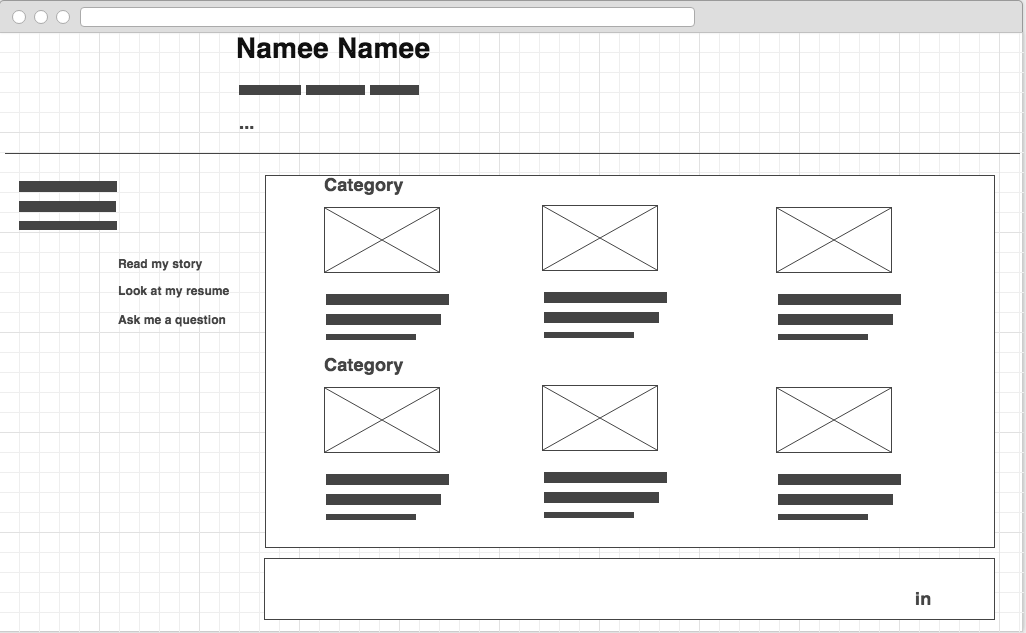 Namee Namee
...
Read my story
Look at my resume
Ask me a question
Category
Category
in